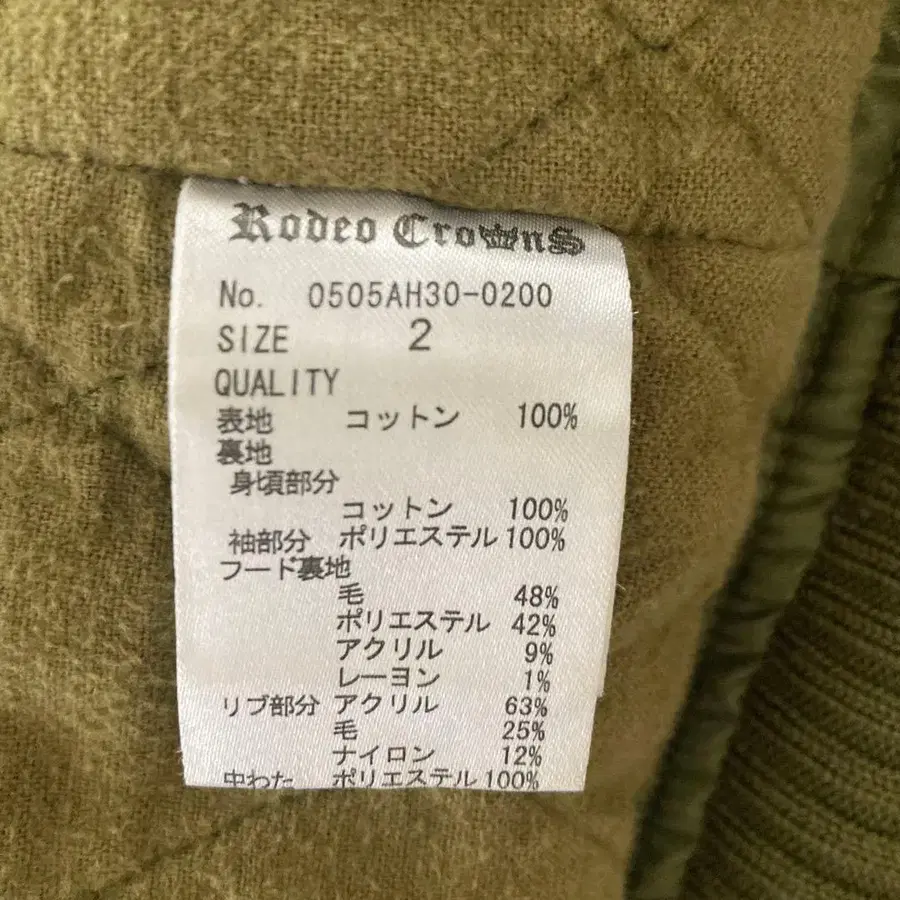 Rodeo Crowns
No. 0505AH30-0200
SIZE 2
QUALITY
表地 コットン 100%
裏地
身頃部分
コットン 100%
袖部分 ポリエステル 100%
フード裏地
毛 48%
ポリエステル 42%
アクリル 9%
レーヨン 1%
リブ部分 アクリル 63%
毛 25%
ナイロン 12%
中わた ポリエステル 100%